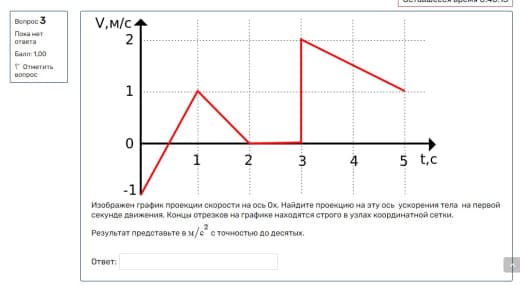 Вопрос 3
Пока нет
ответа
Балл: 1,00
Отметить
вопрос
V,м/с
2
1
0
-1
1 2 3 4 5 t,с
Изображен график проекции скорости на ось Ox. Найдите проекцию на эту ось ускорения тела на первой
секунде движения. Концы отрезков на графике находятся строго в узлах координатной сетки.
Результат представьте в м/с² с точностью до десятых.
Ответ: